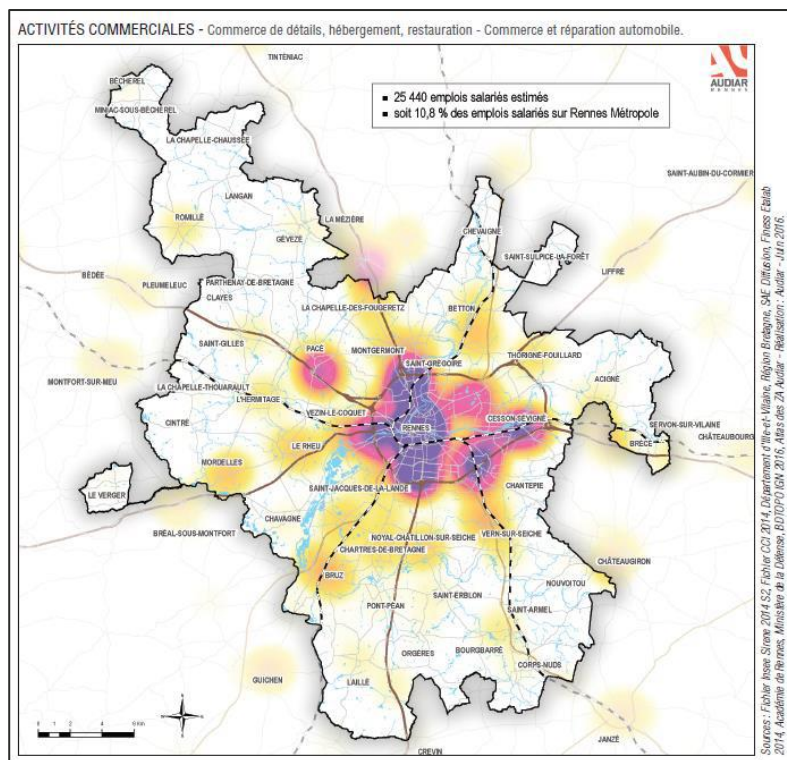 ACTIVITÉS COMMERCIALES - Commerce de détails, hébergement, restauration - Commerce et réparation automobile.
AUDIAR
RENNES
▪ 25 440 emplois salariés estimés
▪ soit 10,8 % des emplois salariés sur Rennes Métropole
TINTÉNIAC
BÉCHEREL
MINIAC-SOUS-BÉCHEREL
LA CHAPELLE-CHAUSSÉE
SAINT-AUBIN-DU-CORMIER
LANGAN
ROMILLÉ
LA MÉZIÈRE
GÉVEZÉ
CHEVAIGNÉ
SAINT-SULPICE-LA-FORÊT
LIFFRÉ
BÉDÉE
PLEUMELEUC
PARTHENAY-DE-BRETAGNE
CLAYES
LA CHAPELLE-DES-FOUGERETZ
BETTON
SAINT-GILLES
PACÉ
MONTGERMONT
SAINT-GRÉGOIRE
THORIGNÉ-FOUILLARD
ACIGNÉ
MONTFORT-SUR-MEU
LA CHAPELLE-THOUARAULT
L'HERMITAGE
VEZIN-LE-COQUET
CESSON-SÉVIGNÉ
SERVON-SUR-VILAINE
CHÂTEAUBOURG
CINTRÉ
RENNES
BRÉCÉ
LE RHEU
MORDELLES
LE VERGER
SAINT-JACQUES-DE-LA-LANDE
CHANTEPIE
CHAVAGNE
BRÉAL-SOUS-MONTFORT
NOYAL-CHÂTILLON-SUR-SEICHE
VERN-SUR-SEICHE
CHARTRES-DE-BRETAGNE
CHÂTEAUGIRON
BRUZ
NOUVOITOU
SAINT-ERBLON
PONT-PÉAN
SAINT-ARMEL
ORGÈRES
BOURGBARRÉ
CORPS-NUDS
GUICHEN
LAILLÉ
JANZÉ
CREVIN
0 1 2 4 6 km
Sources : Fichier Insee Sirene 2014 S2, Fichier CCI 2014, Département d'Ille-et-Vilaine, Région Bretagne, SAE Diffusion, Finess Etalab
2014, Académie de Rennes, Ministère de la Défense, BDTOPO IGN 2016, Atlas des ZA Audiar - Réalisation : Audiar - Juin 2016.